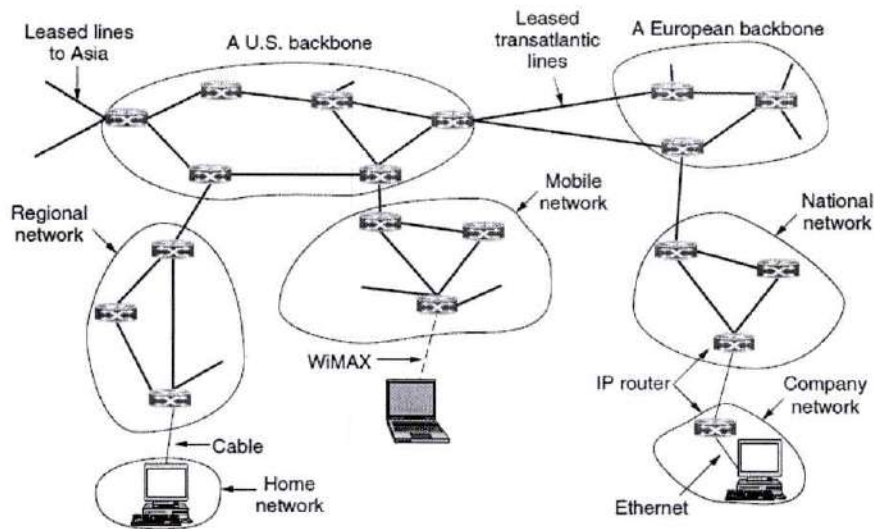 Leased lines
to Asia
A U.S. backbone
Leased
transatlantic
lines
A European backbone
Regional
network
Mobile
network
National
network
WiMAX
IP router
Company
network
Cable
Home
network
Ethernet